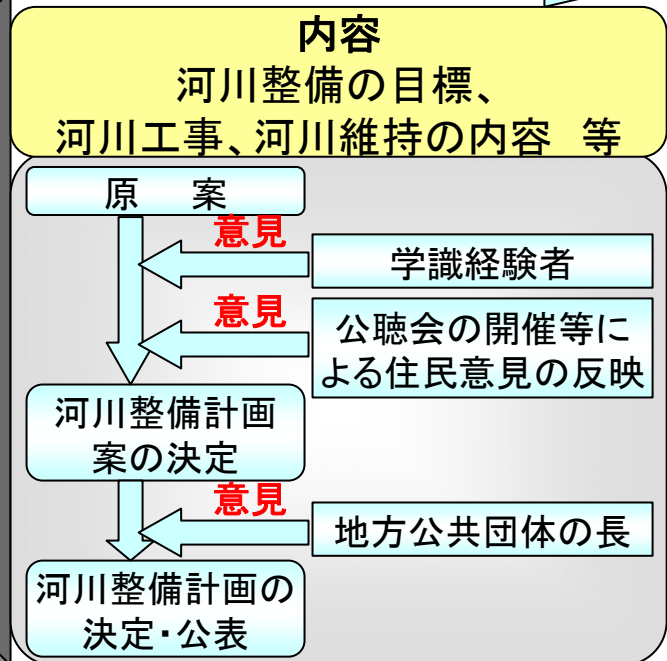 内容
河川整備の目標、
河川工事、河川維持の内容 等
原 案
意見
学識経験者
意見
公聴会の開催等に
よる住民意見の反映
河川整備計画
案の決定
意見
地方公共団体の長
河川整備計画の
決定・公表